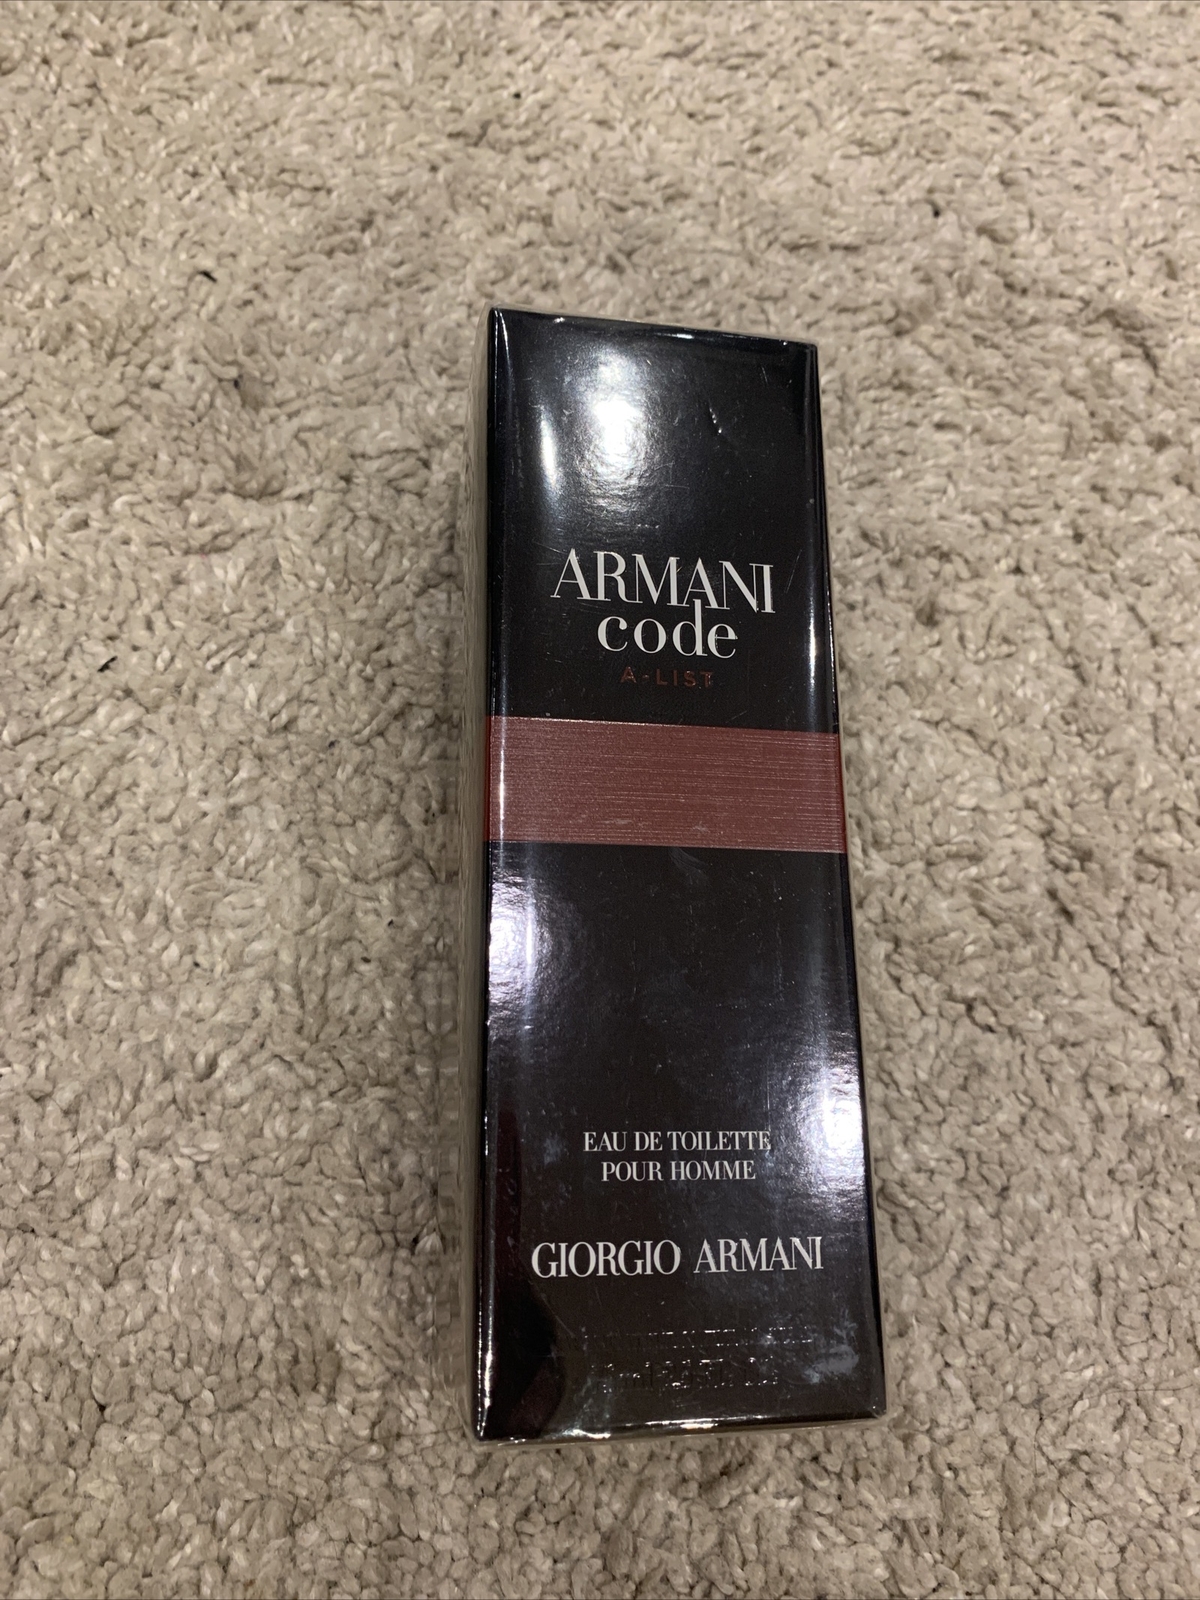 ARMANI
code
A-LIST
EAU DE TOILETTE
POUR HOMME
GIORGIO ARMANI